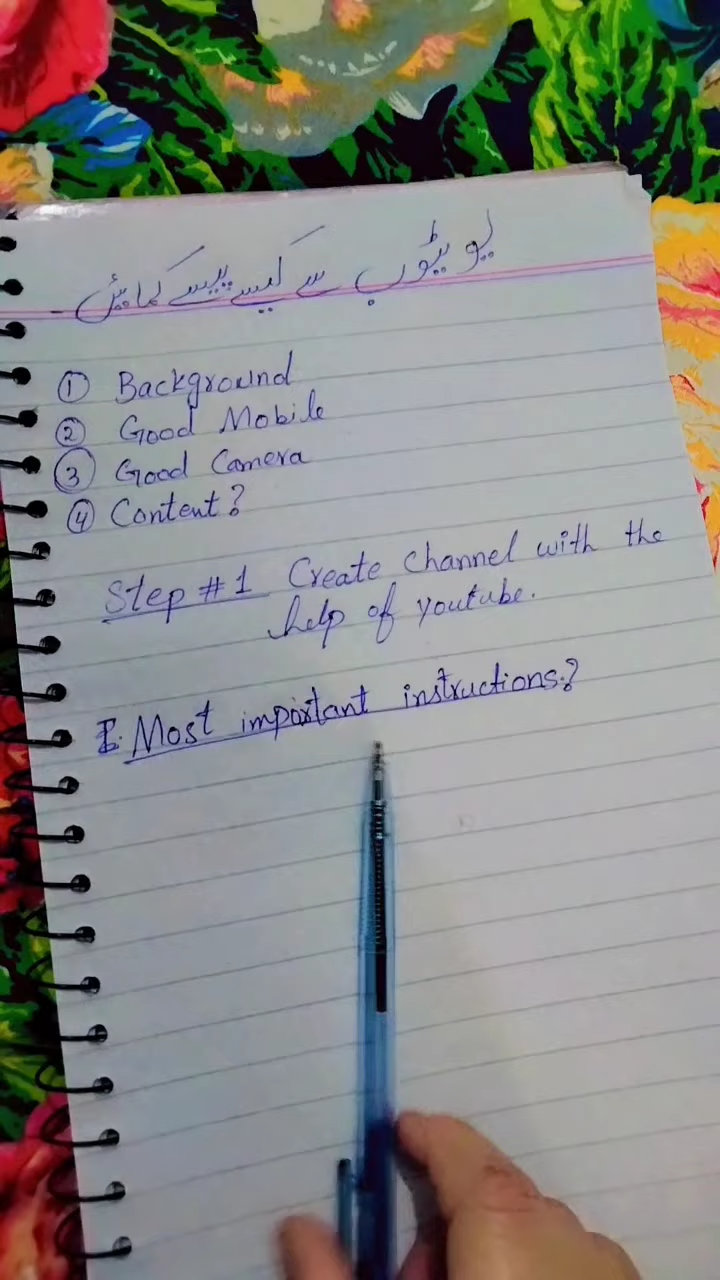 یوٹیوب سے کیسے پیسے کمائیں۔
① Background
② Good Mobile
③ Good Camera
④ Content?
Step #1 Create channel with the
help of youtube.
I. Most important instructions.?